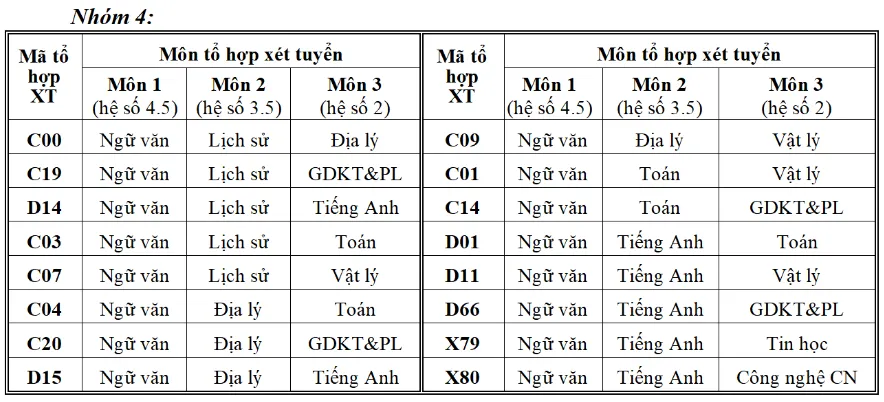 Nhóm 4:
Mã tổ hợp XT | Môn tổ hợp xét tuyển | Mã tổ hợp XT | Môn tổ hợp xét tuyển
Môn 1 (hệ số 4.5) | Môn 2 (hệ số 3.5) | Môn 3 (hệ số 2) | Môn 1 (hệ số 4.5) | Môn 2 (hệ số 3.5) | Môn 3 (hệ số 2)
C00 | Ngữ văn | Lịch sử | Địa lý | C09 | Ngữ văn | Địa lý | Vật lý
C19 | Ngữ văn | Lịch sử | GDKT&PL | C01 | Ngữ văn | Toán | Vật lý
D14 | Ngữ văn | Lịch sử | Tiếng Anh | C14 | Ngữ văn | Toán | GDKT&PL
C03 | Ngữ văn | Lịch sử | Toán | D01 | Ngữ văn | Tiếng Anh | Toán
C07 | Ngữ văn | Lịch sử | Vật lý | D11 | Ngữ văn | Tiếng Anh | Vật lý
C04 | Ngữ văn | Địa lý | Toán | D66 | Ngữ văn | Tiếng Anh | GDKT&PL
C20 | Ngữ văn | Địa lý | GDKT&PL | X79 | Ngữ văn | Tiếng Anh | Tin học
D15 | Ngữ văn | Địa lý | Tiếng Anh | X80 | Ngữ văn | Tiếng Anh | Công nghệ CN